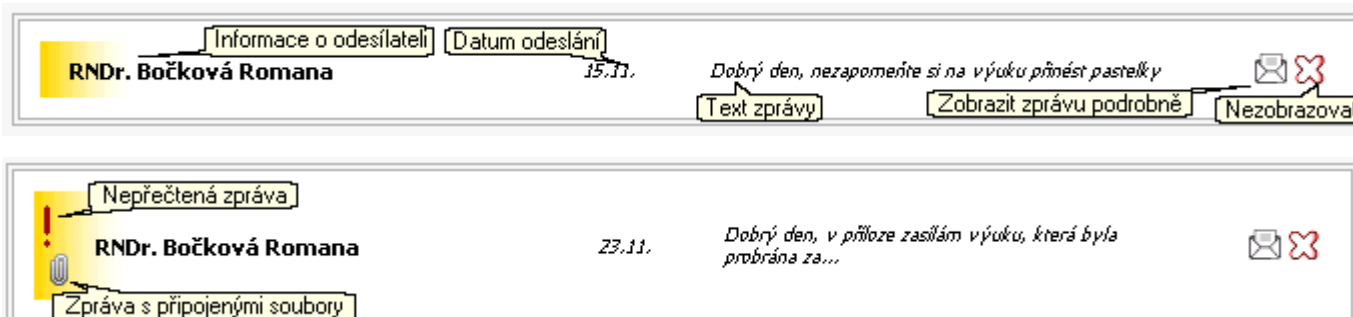 Informace o odesílateli
Datum odeslání
RNDr. Bočková Romana
15.11.
Dobrý den, nezapomeňte si na výuku přinést pastelky
Text zprávy
Zobrazit zprávu podrobně
Nezobrazovat
Nepřečtená zpráva
RNDr. Bočková Romana
23.11.
Dobrý den, v příloze zasílám výuku, která byla
probrána za...
Zpráva s připojenými soubory